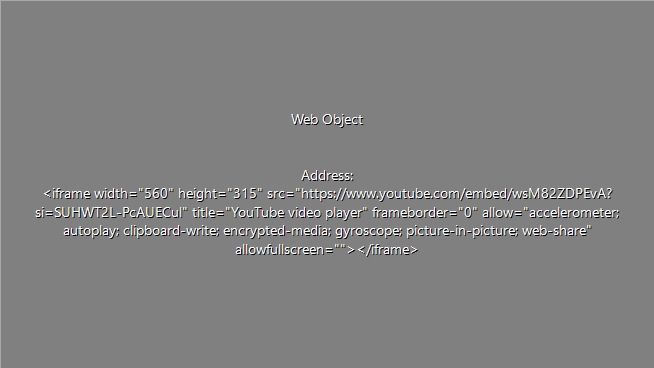 Web Object
Address:
<iframe width="560" height="315" src="https://www.youtube.com/embed/wsM82ZDPEvA?
si=SUHWT2L-PcAUECuI" title="YouTube video player" frameborder="0" allow="accelerometer;
autoplay; clipboard-write; encrypted-media; gyroscope; picture-in-picture; web-share"
allowfullscreen=""></iframe>